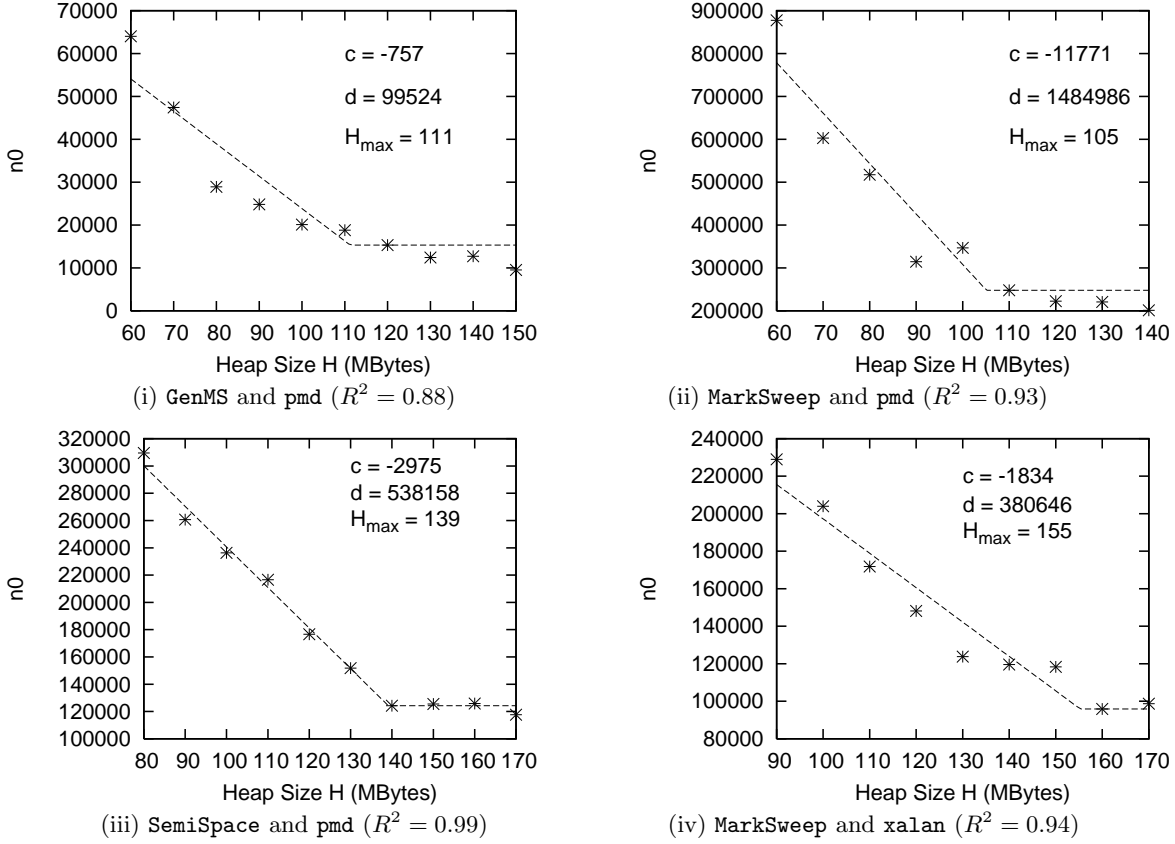 70000
60000
50000
40000
30000
20000
10000
0
n0
c = -757
d = 99524
H_max = 111
60 70 80 90 100 110 120 130 140 150
Heap Size H (MBytes)
(i) GenMS and pmd (R² = 0.88)
900000
800000
700000
600000
500000
400000
300000
200000
n0
c = -11771
d = 1484986
H_max = 105
60 70 80 90 100 110 120 130 140
Heap Size H (MBytes)
(ii) MarkSweep and pmd (R² = 0.93)
320000
300000
280000
260000
240000
220000
200000
180000
160000
140000
120000
100000
n0
c = -2975
d = 538158
H_max = 139
80 90 100 110 120 130 140 150 160 170
Heap Size H (MBytes)
(iii) SemiSpace and pmd (R² = 0.99)
240000
220000
200000
180000
160000
140000
120000
100000
80000
n0
c = -1834
d = 380646
H_max = 155
90 100 110 120 130 140 150 160 170
Heap Size H (MBytes)
(iv) MarkSweep and xalan (R² = 0.94)